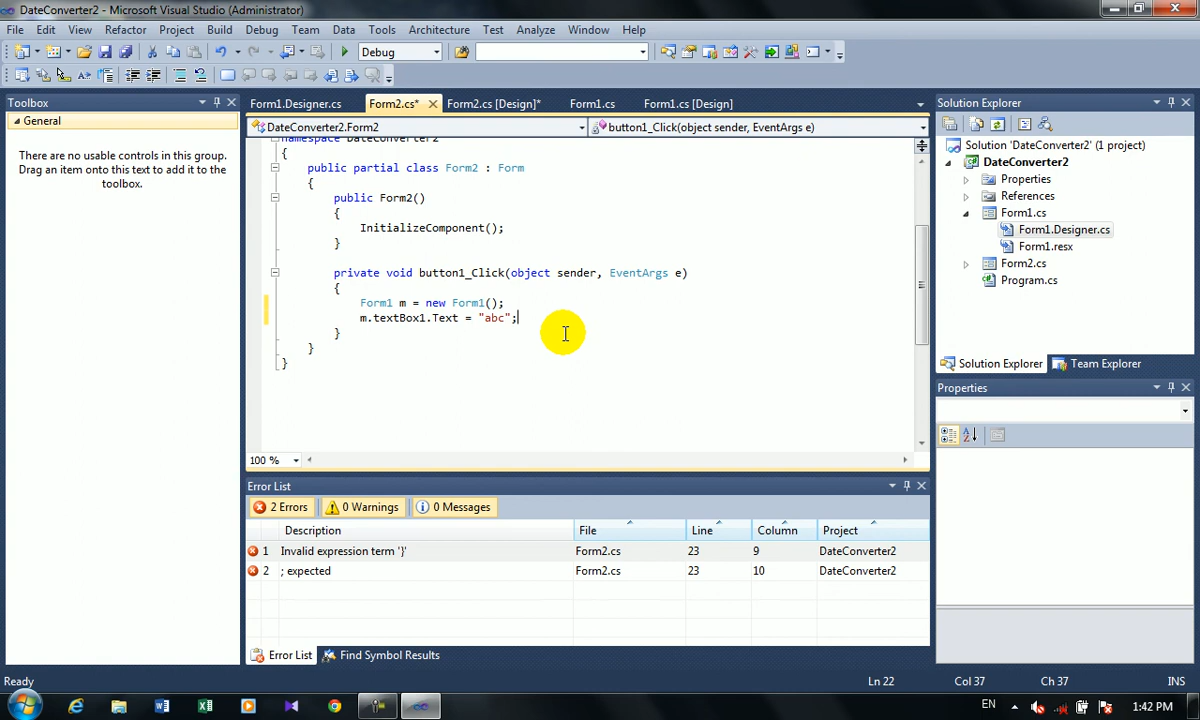 DateConverter2 - Microsoft Visual Studio (Administrator)
File Edit View Refactor Project Build Debug Team Data Tools Architecture Test Analyze Window Help
Debug
Toolbox
General
There are no usable controls in this group. Drag an item onto this text to add it to the toolbox.
Form1.Designer.cs Form2.cs* Form2.cs [Design]* Form1.cs Form1.cs [Design]
DateConverter2.Form2 button1_Click(object sender, EventArgs e)
namespace DateConverter2
{
public partial class Form2 : Form
{
public Form2()
{
InitializeComponent();
}
private void button1_Click(object sender, EventArgs e)
{
Form1 m = new Form1();
m.textBox1.Text = "abc";
}
}
}
100 %
Error List
2 Errors 0 Warnings 0 Messages
Description File Line Column Project
1 Invalid expression term '}' Form2.cs 23 9 DateConverter2
2 ; expected Form2.cs 23 10 DateConverter2
Error List Find Symbol Results
Solution Explorer
Solution 'DateConverter2' (1 project)
DateConverter2
Properties
References
Form1.cs
Form1.Designer.cs
Form1.resx
Form2.cs
Program.cs
Solution Explorer Team Explorer
Properties
Ready Ln 22 Col 37 Ch 37 INS
EN 1:42 PM